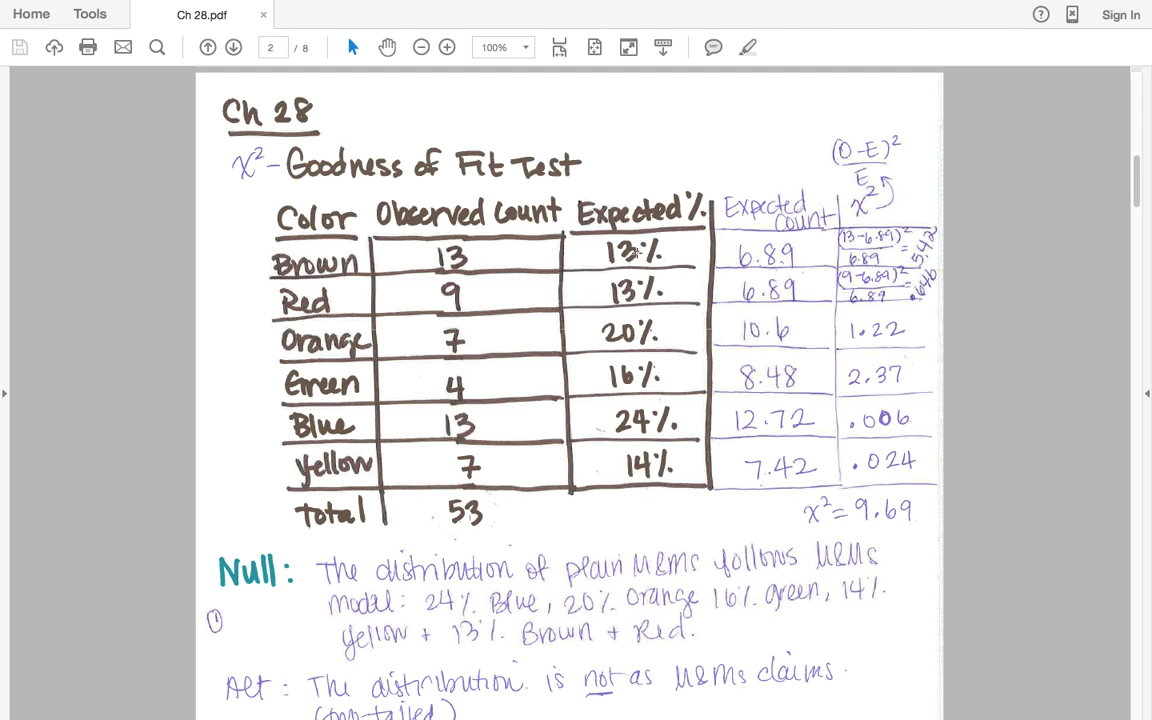 Home Tools Ch 28.pdf × Sign In
2 / 8 100%
Ch 28
χ² - Goodness of Fit Test
(O-E)²
E
Color Observed Count Expected % Expected count χ²
Brown 13 13% 6.89 (13-6.89)² / 6.89 = 5.42
Red 9 13% 6.89 (9-6.89)² / 6.89 = .646
Orange 7 20% 10.6 1.22
Green 4 16% 8.48 2.37
Blue 13 24% 12.72 .006
Yellow 7 14% 7.42 .024
Total 53 χ² = 9.69
Null: The distribution of plain M&Ms follows M&Ms
① model: 24% Blue, 20% Orange 16% green, 14%
yellow + 13% Brown + Red.
Alt: The distribution is not as M&Ms claims.